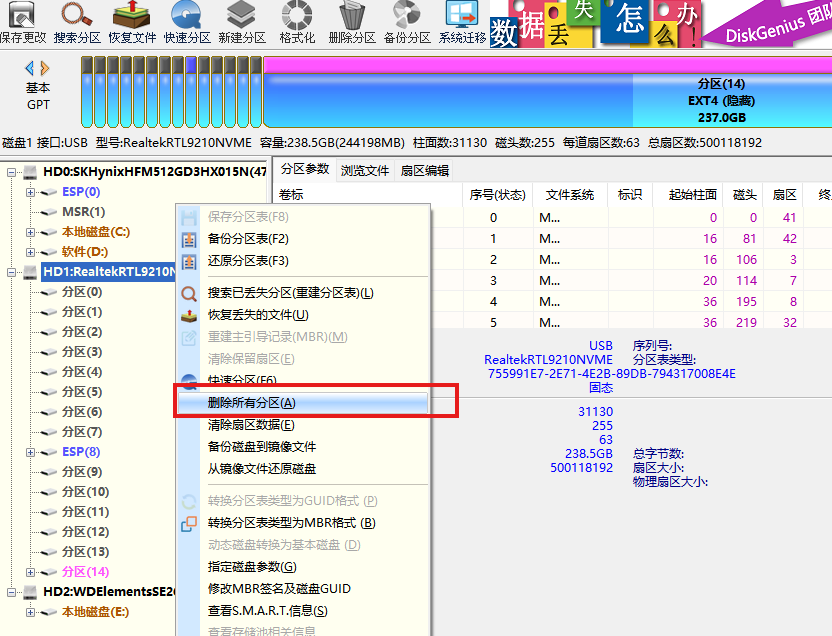 保存更改 搜索分区 恢复文件 快速分区 新建分区 格式化 删除分区 备份分区 系统迁移
数据丢失怎么办!
DiskGenius 团队
基本
GPT
分区(14)
EXT4 (隐藏)
237.0GB
磁盘1 接口:USB 型号:RealtekRTL9210NVME 容量:238.5GB(244198MB) 柱面数:31130 磁头数:255 每道扇区数:63 总扇区数:500118192
HD0:SKHynixHFM512GD3HX015N(47
ESP(0)
MSR(1)
本地磁盘(C:)
软件(D:)
HD1:RealtekRTL9210N
分区(0)
分区(1)
分区(2)
分区(3)
分区(4)
分区(5)
分区(6)
分区(7)
ESP(8)
分区(9)
分区(10)
分区(11)
分区(12)
分区(13)
分区(14)
HD2:WDElementsSE26
本地磁盘(E:)
保存分区表(F8)
备份分区表(F2)
还原分区表(F3)
搜索已丢失分区(重建分区表)(L)
恢复丢失的文件(U)
重建主引导记录(MBR)(M)
清除保留扇区(E)
快速分区(F6)
删除所有分区(A)
清除扇区数据(E)
备份磁盘到镜像文件
从镜像文件还原磁盘
转换分区表类型为GUID格式 (P)
转换分区表类型为MBR格式 (B)
动态磁盘转换为基本磁盘 (D)
指定磁盘参数(G)
修改MBR签名及磁盘GUID
查看S.M.A.R.T.信息(S)
查看存储池相关信息
分区参数 浏览文件 扇区编辑
卷标 序号(状态) 文件系统 标识 起始柱面 磁头 扇区 终
0 M... 0 0 41
1 M... 16 81 42
2 M... 16 106 3
3 M... 20 114 7
4 M... 36 195 8
5 M... 36 219 32
USB 序列号:
RealtekRTL9210NVME 分区表类型:
755991E7-2E71-4E2B-89DB-794317008E4E
固态
31130
255
63
238.5GB 总字节数:
500118192 扇区大小:
物理扇区大小: